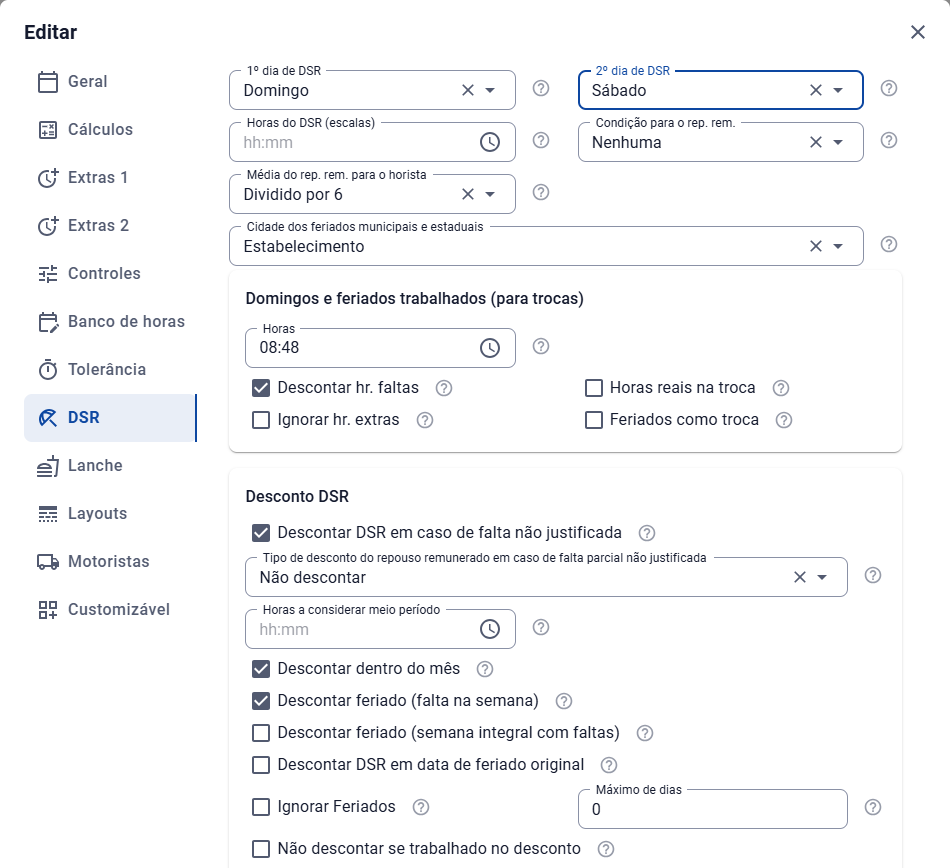 Editar
Geral
Cálculos
Extras 1
Extras 2
Controles
Banco de horas
Tolerância
DSR
Lanche
Layouts
Motoristas
Customizável
1º dia de DSR
Domingo
2º dia de DSR
Sábado
Horas do DSR (escalas)
hh:mm
Condição para o rep. rem.
Nenhuma
Média do rep. rem. para o horista
Dividido por 6
Cidade dos feriados municipais e estaduais
Estabelecimento
Domingos e feriados trabalhados (para trocas)
Horas
08:48
Descontar hr. faltas
Horas reais na troca
Ignorar hr. extras
Feriados como troca
Desconto DSR
Descontar DSR em caso de falta não justificada
Tipo de desconto do repouso remunerado em caso de falta parcial não justificada
Não descontar
Horas a considerar meio período
hh:mm
Descontar dentro do mês
Descontar feriado (falta na semana)
Descontar feriado (semana integral com faltas)
Descontar DSR em data de feriado original
Ignorar Feriados
Máximo de dias
0
Não descontar se trabalhado no desconto